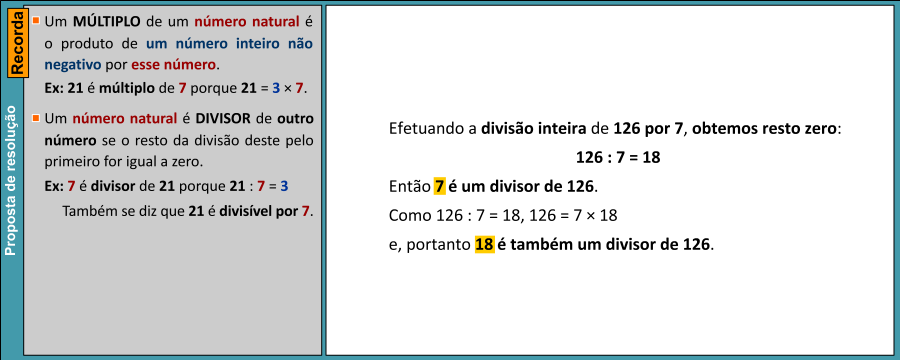 Recorda
Proposta de resolução
Um MÚLTIPLO de um número natural é
o produto de um número inteiro não
negativo por esse número.
Ex: 21 é múltiplo de 7 porque 21 = 3 × 7.
Um número natural é DIVISOR de outro
número se o resto da divisão deste pelo
primeiro for igual a zero.
Ex: 7 é divisor de 21 porque 21 : 7 = 3
Também se diz que 21 é divisível por 7.
Efetuando a divisão inteira de 126 por 7, obtemos resto zero:
126 : 7 = 18
Então 7 é um divisor de 126.
Como 126 : 7 = 18, 126 = 7 × 18
e, portanto 18 é também um divisor de 126.